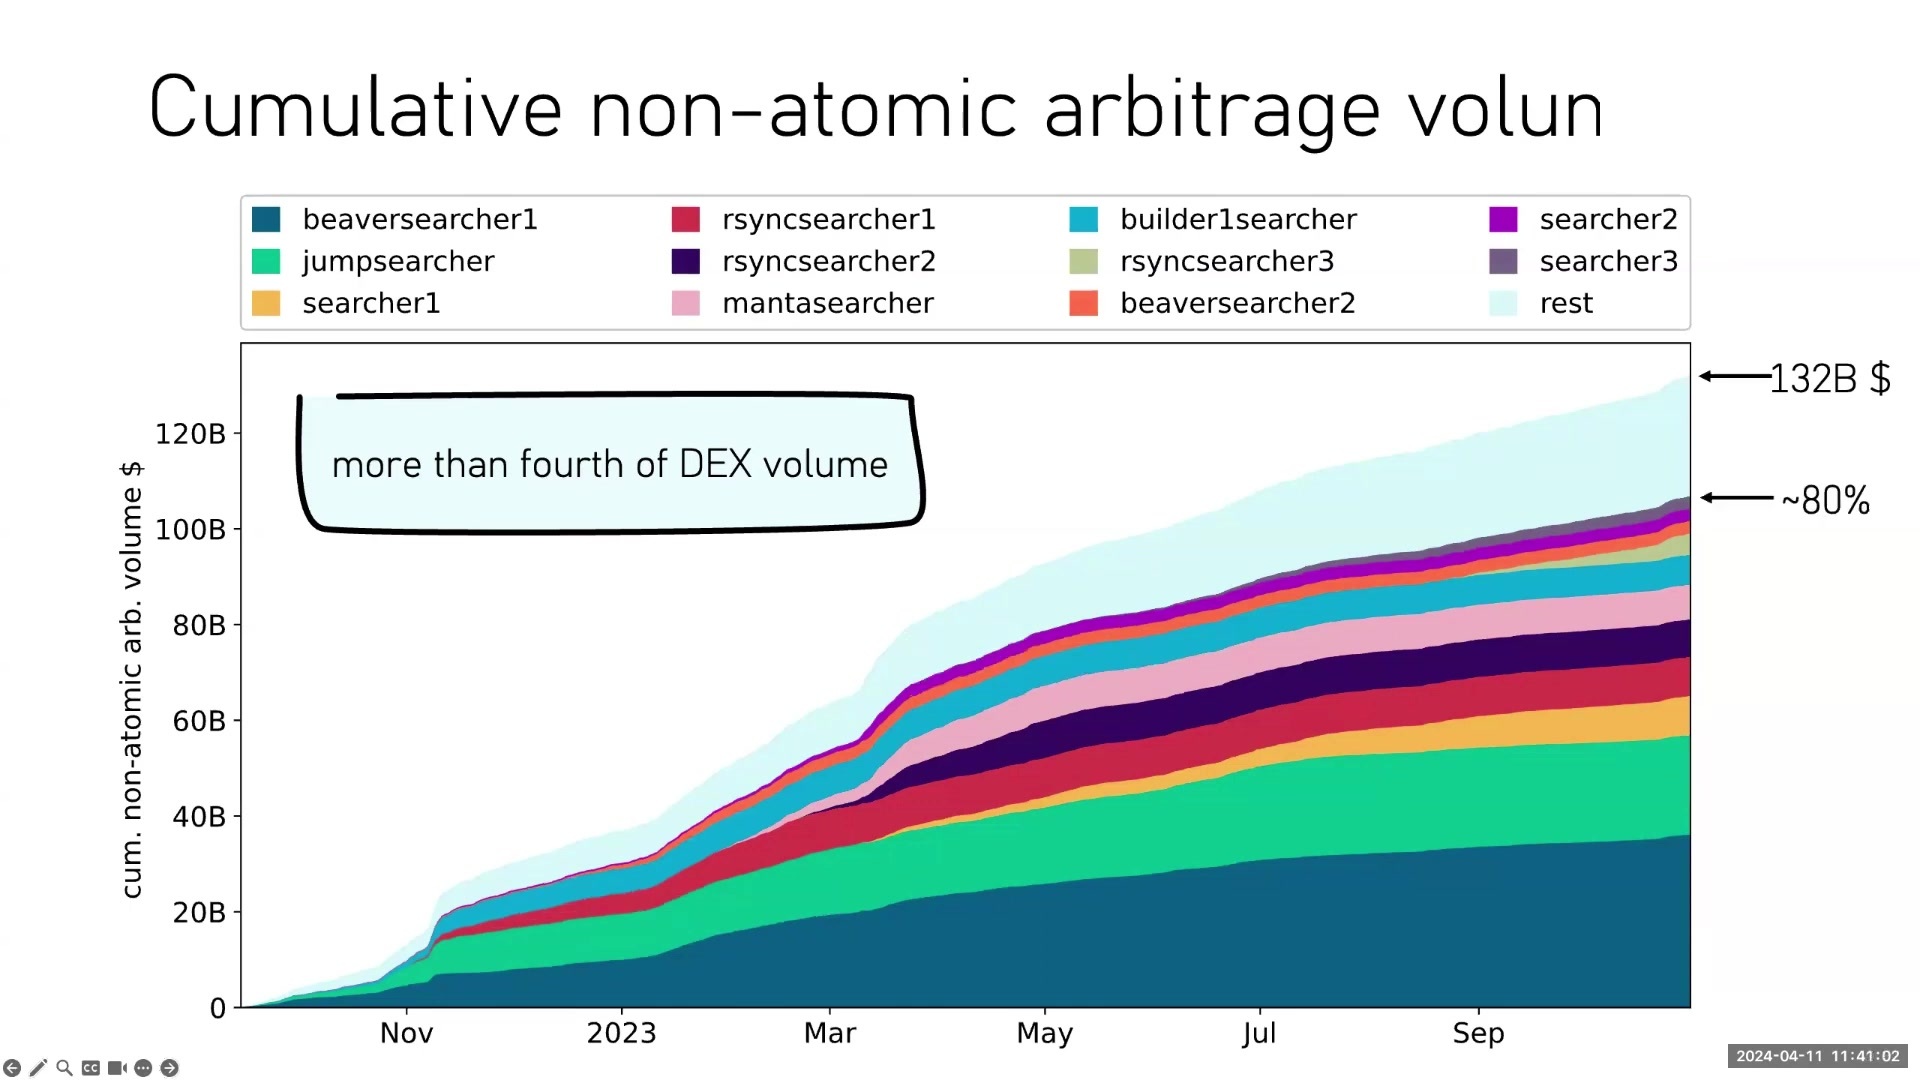 Cumulative non-atomic arbitrage volun
beaversearcher1 rsyncsearcher1 builder1searcher searcher2
jumpsearcher rsyncsearcher2 rsyncsearcher3 searcher3
searcher1 mantasearcher beaversearcher2 rest
132B $
more than fourth of DEX volume
~80%
cum. non-atomic arb. volume $
120B
100B
80B
60B
40B
20B
0
Nov 2023 Mar May Jul Sep
CC
2024-04-11 11:41:02